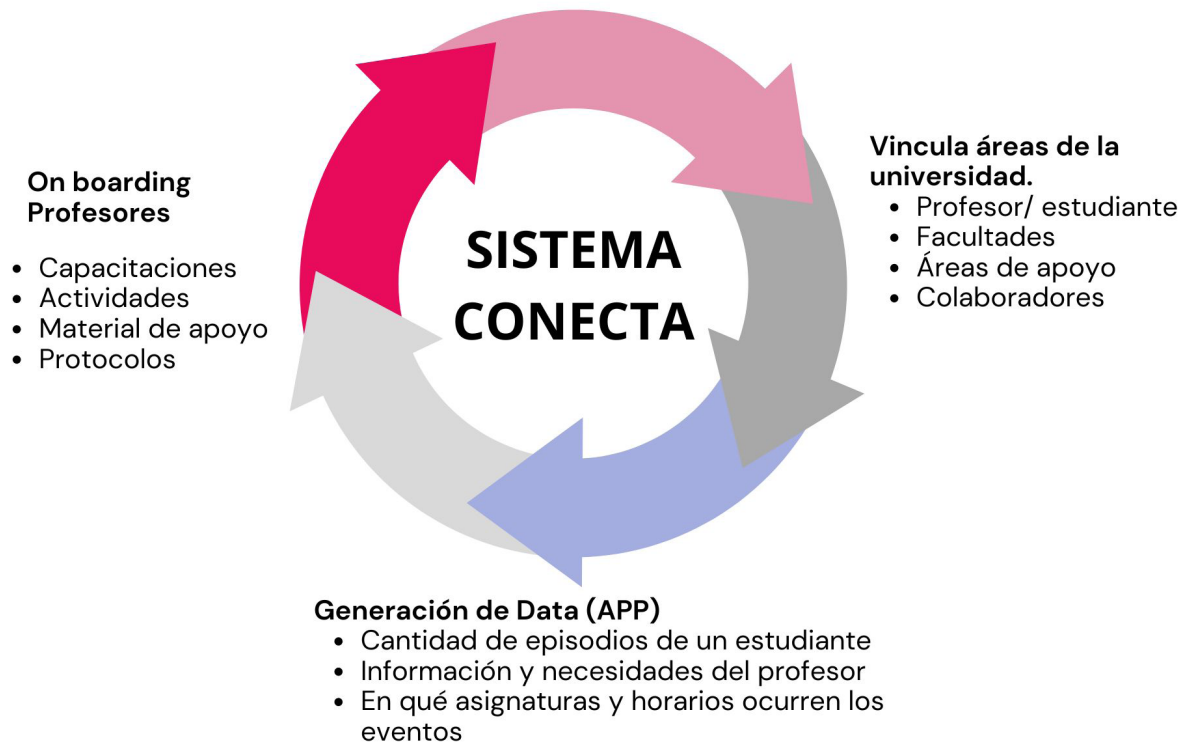 On boarding
Profesores
• Capacitaciones
• Actividades
• Material de apoyo
• Protocolos
SISTEMA
CONECTA
Vincula áreas de la
universidad.
• Profesor/ estudiante
• Facultades
• Áreas de apoyo
• Colaboradores
Generación de Data (APP)
• Cantidad de episodios de un estudiante
• Información y necesidades del profesor
• En qué asignaturas y horarios ocurren los
eventos